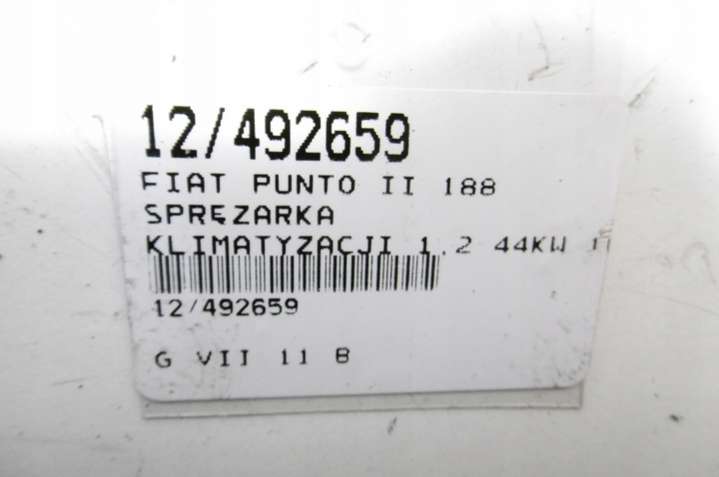 12/492659
FIAT PUNTO II 188
SPRĘZARKA
KLIMATYZACJI 1.2 44KW
12/492659
G VII 11 B